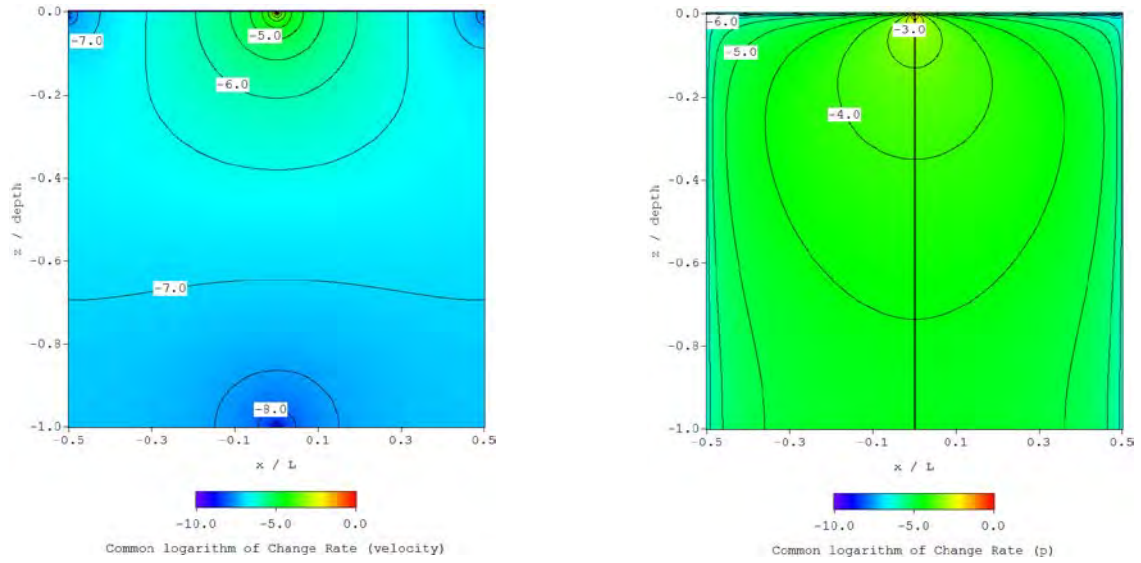 0.0
-7.0
-5.0
-6.0
-0.2
-0.4
z / depth
-0.6
-7.0
-0.8
-8.0
-1.0
-0.5 -0.3 -0.1 0.1 0.3 0.5
x / L
-10.0 -5.0 0.0
Common logarithm of Change Rate (velocity)
0.0
-6.0
-3.0
-5.0
-0.2
-4.0
-0.4
z / depth
-0.6
-0.8
-1.0
-0.5 -0.3 -0.1 0.1 0.3 0.5
x / L
-10.0 -5.0 0.0
Common logarithm of Change Rate (p)